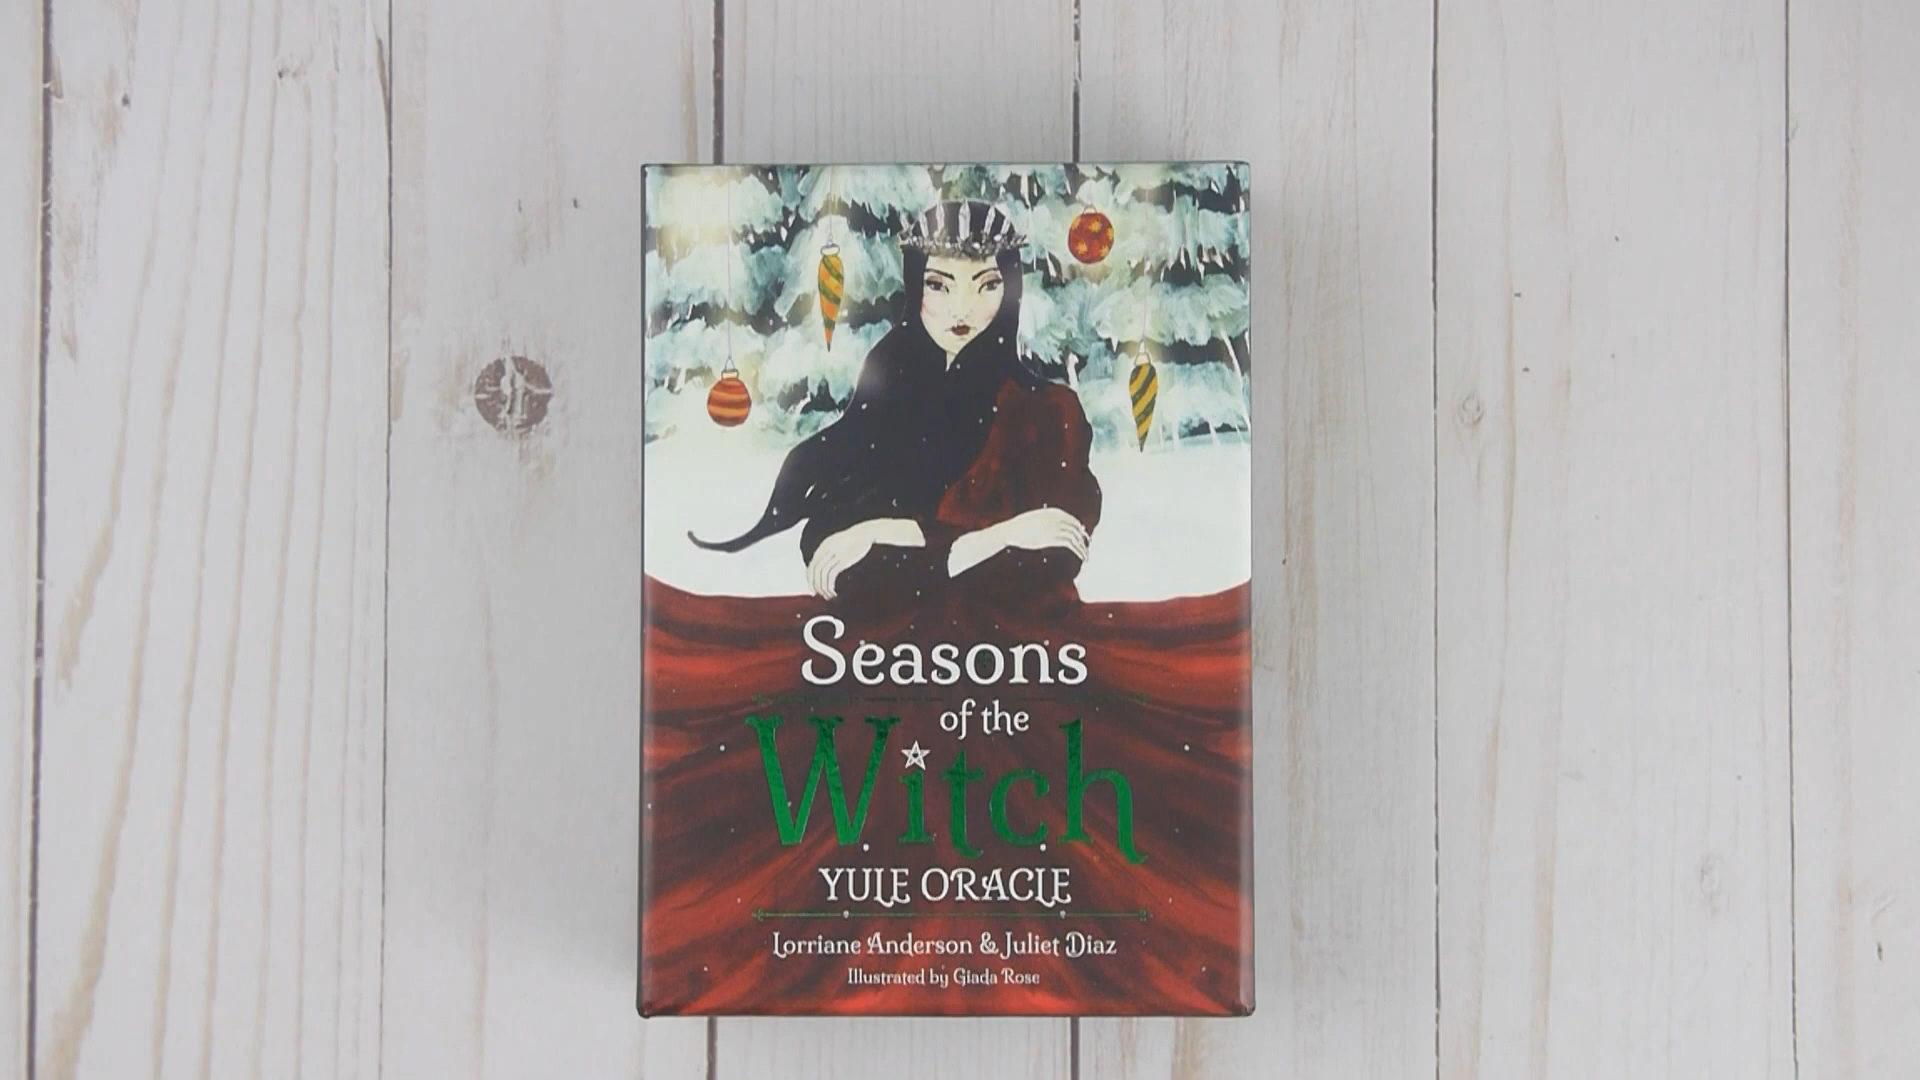 Seasons
of the
Witch
YULE ORACLE
Lorriane Anderson & Juliet Diaz
Illustrated by Giada Rose